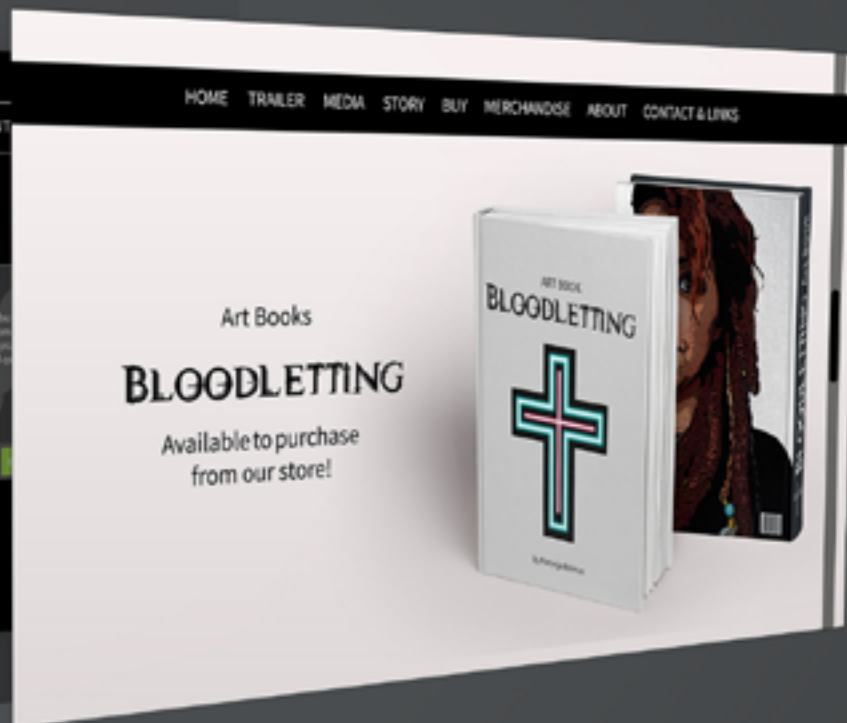 HOME TRAILER MEDIA STORY BUY MERCHANDISE ABOUT CONTACT & LINKS
Art Books
BLOODLETTING
Available to purchase
from our store!
ART BOOK
BLOODLETTING